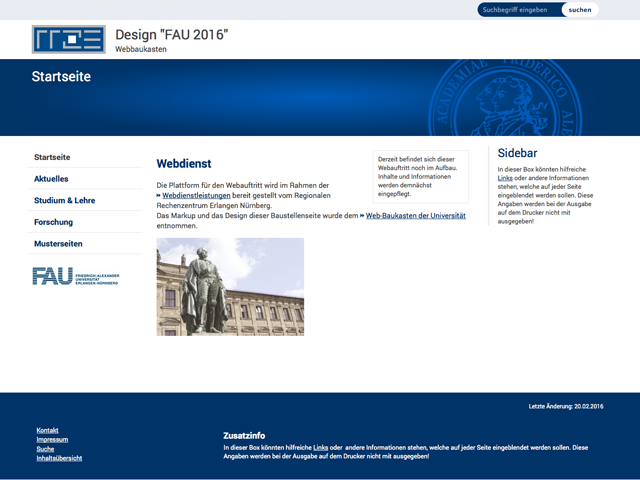 Suchbegriff eingeben
suchen
rrze
Design "FAU 2016"
Webbaukasten
Startseite
ACADEMIAE FRIDERICO ALE
Startseite
Aktuelles
Studium & Lehre
Forschung
Musterseiten
FAU FRIEDRICH-ALEXANDER
UNIVERSITÄT
ERLANGEN-NÜRNBERG
Webdienst
Derzeit befindet sich dieser
Webauftritt noch im Aufbau.
Inhalte und Informationen
werden demnächst
eingepflegt.
Die Plattform für den Webauftritt wird im Rahmen der
Webdienstleistungen bereit gestellt vom Regionalen
Rechenzentrum Erlangen Nürnberg.
Das Markup und das Design dieser Baustellenseite wurde dem Web-Baukasten der Universität
entnommen.
Sidebar
In dieser Box könnten hilfreiche
Links oder andere Informationen
stehen, welche auf jeder Seite
eingeblendet werden sollen. Diese
Angaben werden bei der Ausgabe
auf dem Drucker nicht mit
ausgegeben!
Letzte Änderung: 20.02.2016
Kontakt
Impressum
Suche
Inhaltsübersicht
Zusatzinfo
In dieser Box könnten hilfreiche Links oder andere Informationen stehen, welche auf jeder Seite eingeblendet werden sollen. Diese
Angaben werden bei der Ausgabe auf dem Drucker nicht mit ausgegeben!